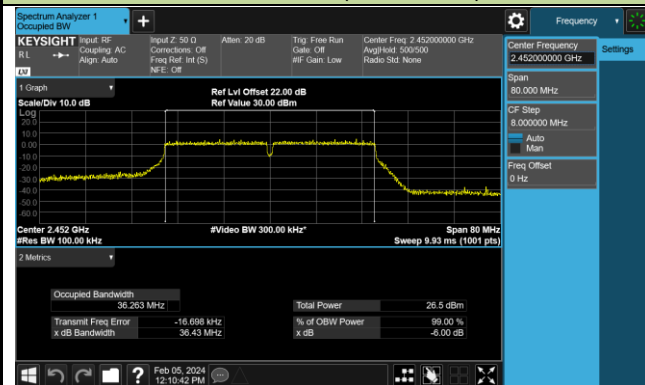 Spectrum Analyzer 1
Occupied BW
Frequency
KEYSIGHT
Input: RF
Coupling: AC
Align: Auto
Input Z: 50 Ω
Corrections: Off
Freq Ref: Int (S)
NFE: Off
Atten: 20 dB
Trig: Free Run
Gate: Off
#IF Gain: Low
Center Freq: 2.452000000 GHz
Avg|Hold: 500/500
Radio Std: None
RL
LXI
Center Frequency
2.452000000 GHz
Settings
Span
80.000 MHz
CF Step
8.000000 MHz
Auto
Man
Freq Offset
0 Hz
1 Graph
Scale/Div 10.0 dB
Ref Lvl Offset 22.00 dB
Ref Value 30.00 dBm
Log
20.0
10.0
0.00
-10.0
-20.0
-30.0
-40.0
-50.0
-60.0
Center 2.452 GHz
#Video BW 300.00 kHz*
Span 80 MHz
#Res BW 100.00 kHz
Sweep 9.93 ms (1001 pts)
2 Metrics
Occupied Bandwidth
36.263 MHz
Total Power 26.5 dBm
Transmit Freq Error -16.698 kHz
% of OBW Power 99.00 %
x dB Bandwidth 36.43 MHz
x dB -6.00 dB
Feb 05, 2024
12:10:42 PM